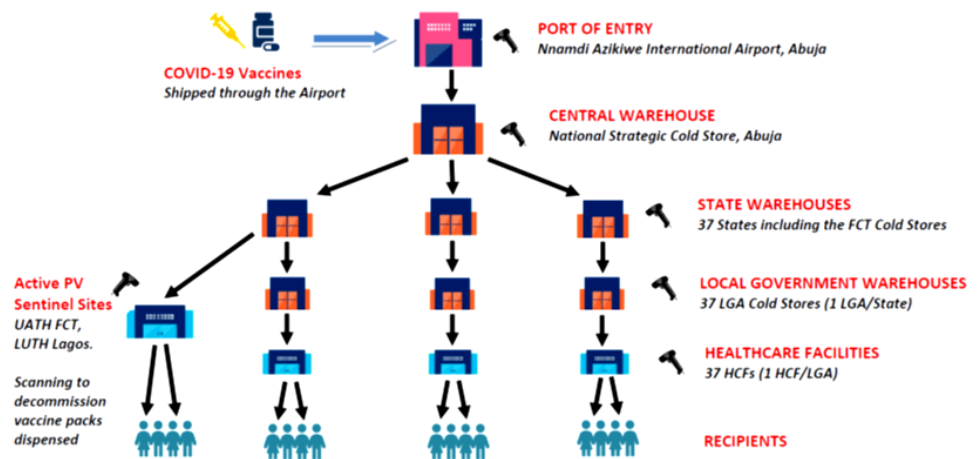 PORT OF ENTRY
Nnamdi Azikiwe International Airport, Abuja
COVID-19 Vaccines
Shipped through the Airport
CENTRAL WAREHOUSE
National Strategic Cold Store, Abuja
STATE WAREHOUSES
37 States including the FCT Cold Stores
Active PV
Sentinel Sites
UATH FCT,
LUTH Lagos.
LOCAL GOVERNMENT WAREHOUSES
37 LGA Cold Stores (1 LGA/State)
HEALTHCARE FACILITIES
37 HCFs (1 HCF/LGA)
Scanning to
decommission
vaccine packs
dispensed
RECIPIENTS